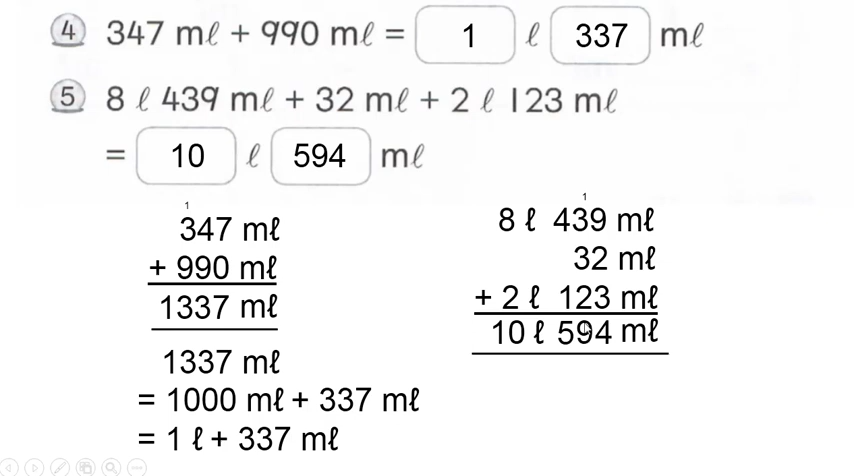 ④ 347 mℓ + 990 mℓ = 1 ℓ 337 mℓ
⑤ 8 ℓ 439 mℓ + 32 mℓ + 2 ℓ 123 mℓ
= 10 ℓ 594 mℓ
1
347 mℓ
+ 990 mℓ
1337 mℓ
1337 mℓ
= 1000 mℓ + 337 mℓ
= 1 ℓ + 337 mℓ
1
8 ℓ 439 mℓ
32 mℓ
+ 2 ℓ 123 mℓ
10 ℓ 594 mℓ